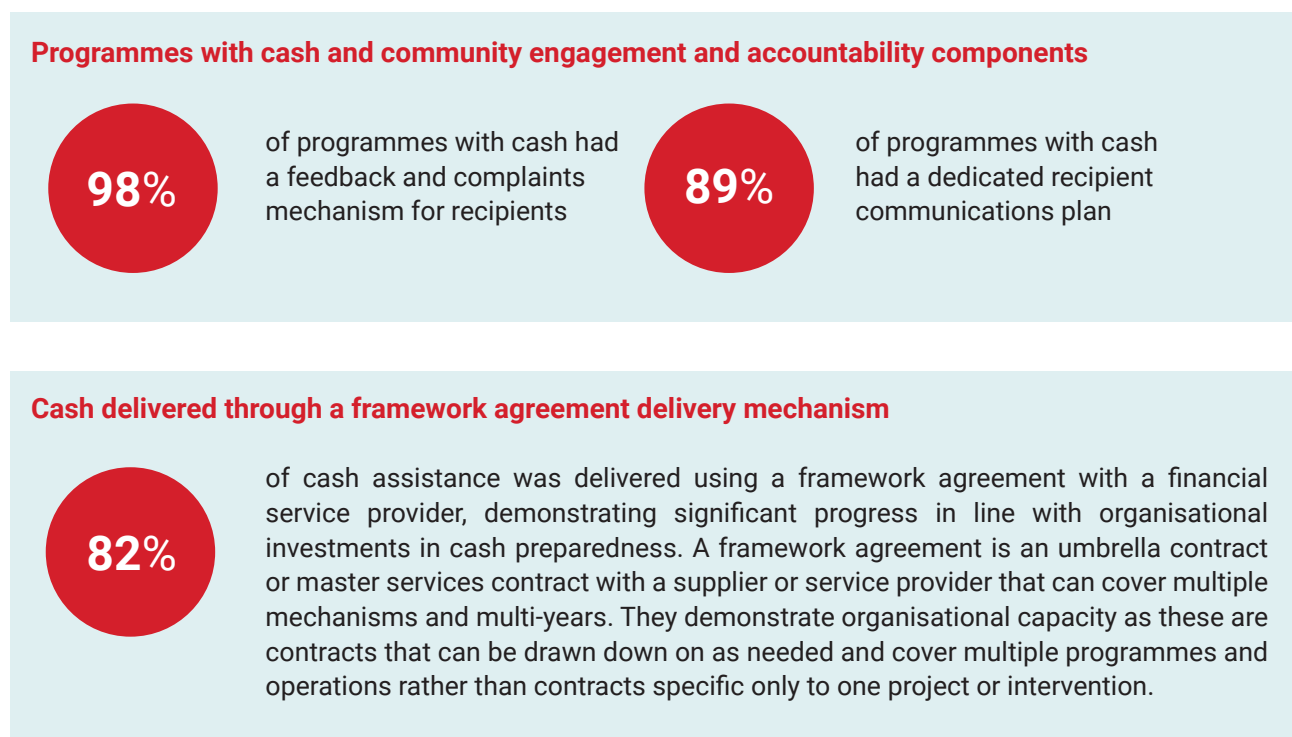 Programmes with cash and community engagement and accountability components
98%
of programmes with cash had
a feedback and complaints
mechanism for recipients
89%
of programmes with cash
had a dedicated recipient
communications plan
Cash delivered through a framework agreement delivery mechanism
82%
of cash assistance was delivered using a framework agreement with a financial
service provider, demonstrating significant progress in line with organisational
investments in cash preparedness. A framework agreement is an umbrella contract
or master services contract with a supplier or service provider that can cover multiple
mechanisms and multi-years. They demonstrate organisational capacity as these are
contracts that can be drawn down on as needed and cover multiple programmes and
operations rather than contracts specific only to one project or intervention.